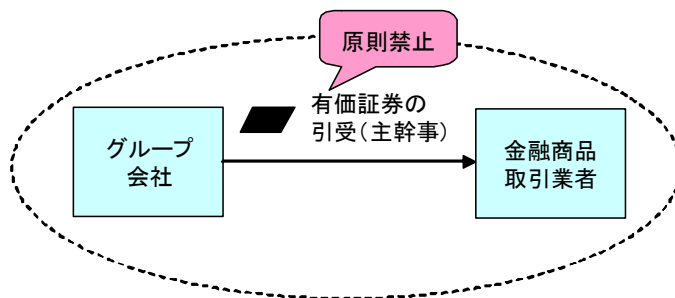 原則禁止
有価証券の
引受(主幹事)
グループ
会社
金融商品
取引業者